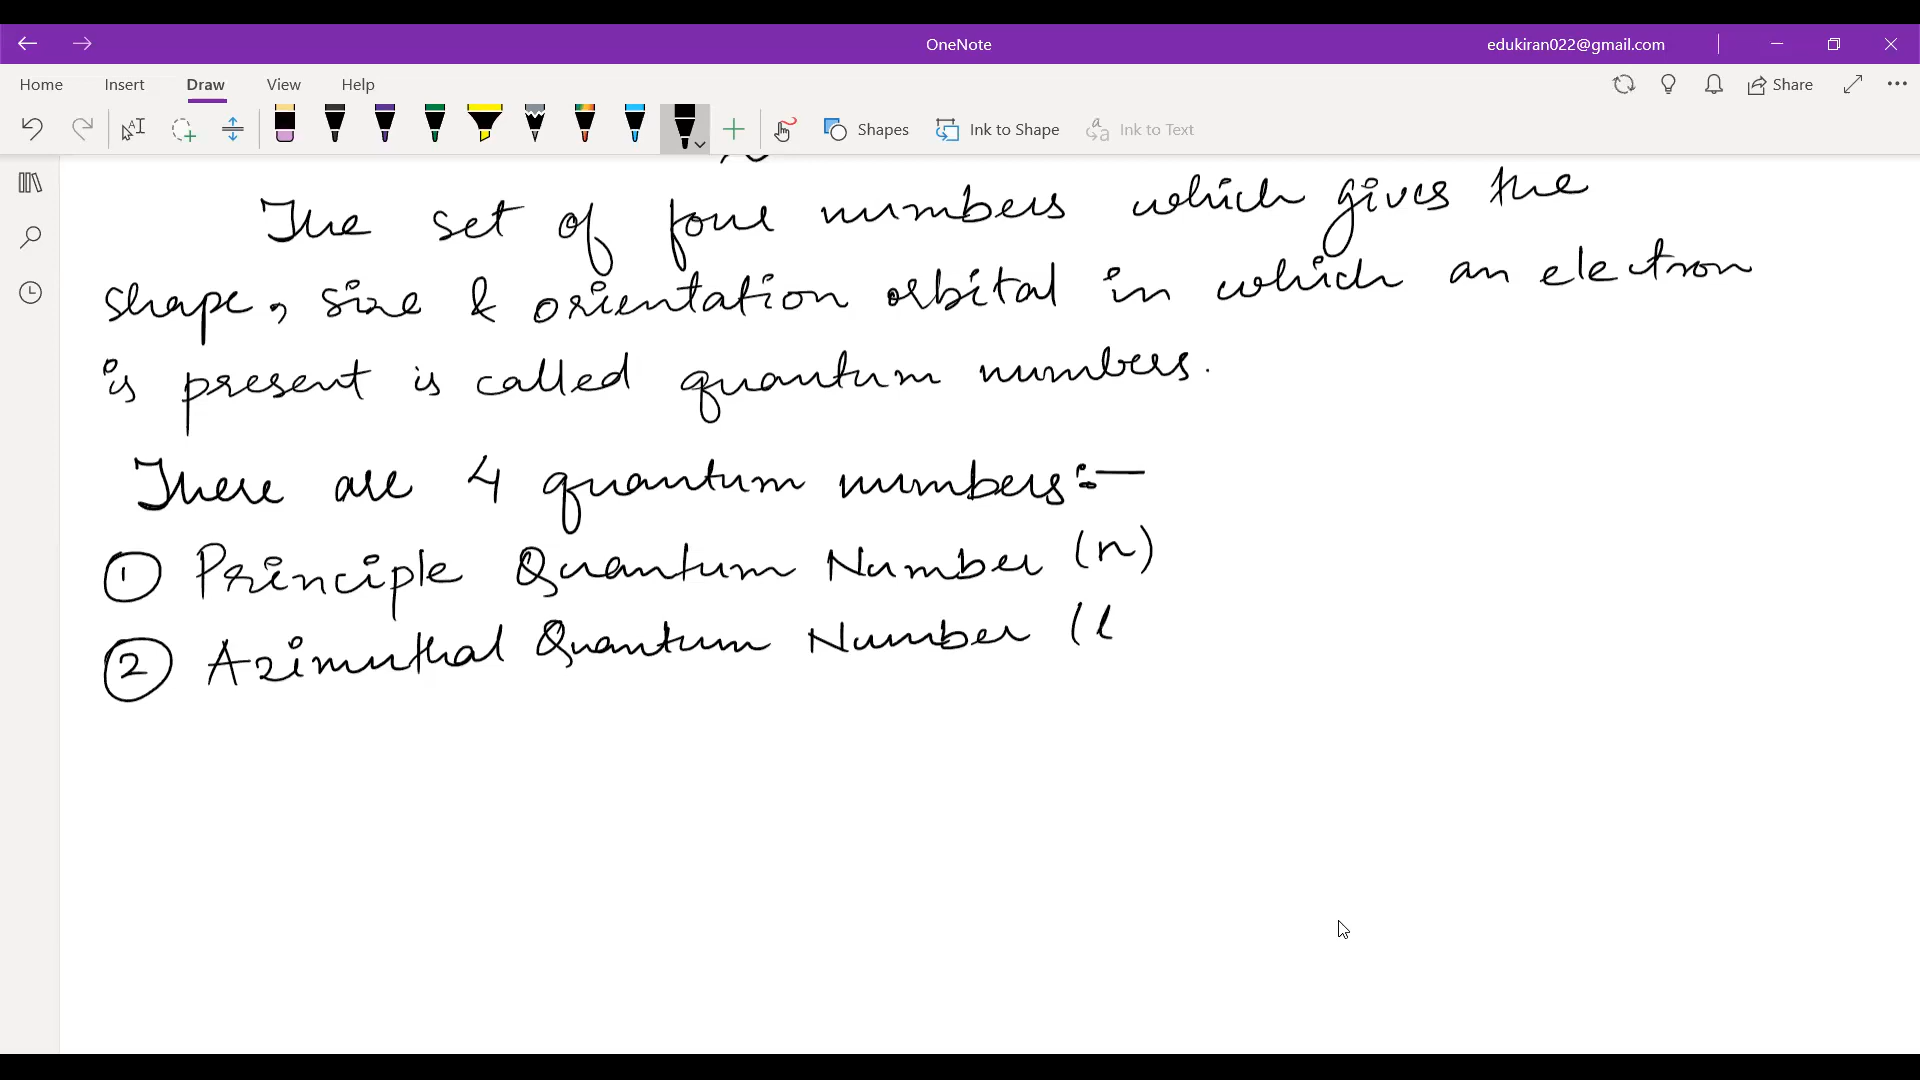 OneNote
edukiran022@gmail.com
Home Insert Draw View Help
Share
Shapes Ink to Shape Ink to Text
The set of four numbers which gives the
shape, size & orientation orbital in which an electron
is present is called quantum numbers.
There are 4 quantum numbers:-
1 Principle Quantum Number (n)
2 Azimuthal Quantum Number (l